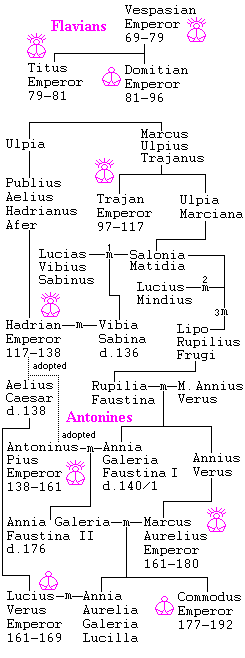 Flavians
Vespasian
Emperor
69-79
Titus
Emperor
79-81
Domitian
Emperor
81-96
Ulpia
Marcus
Ulpius
Trajanus
Publius
Aelius
Hadrianus
Afer
Trajan
Emperor
97-117
Ulpia
Marciana
Lucias
Vibius
Sabinus
1
m
Salonia
Matidia
Lucius
Mindius
m
2
3m
Hadrian
Emperor
117-138
m
Vibia
Sabina
d.136
Lipo
Rupilius
Frugi
adopted
Aelius
Caesar
d.138
Rupilia
Faustina
m
M. Annius
Verus
Antonines
adopted
Antoninus
Pius
Emperor
138-161
m
Annia
Galeria
Faustina I
d.140/1
Annius
Verus
Annia Galeria
Faustina II
d.176
m
Marcus
Aurelius
Emperor
161-180
Lucius
Verus
Emperor
161-169
m
Annia
Aurelia
Galeria
Lucilla
Commodus
Emperor
177-192